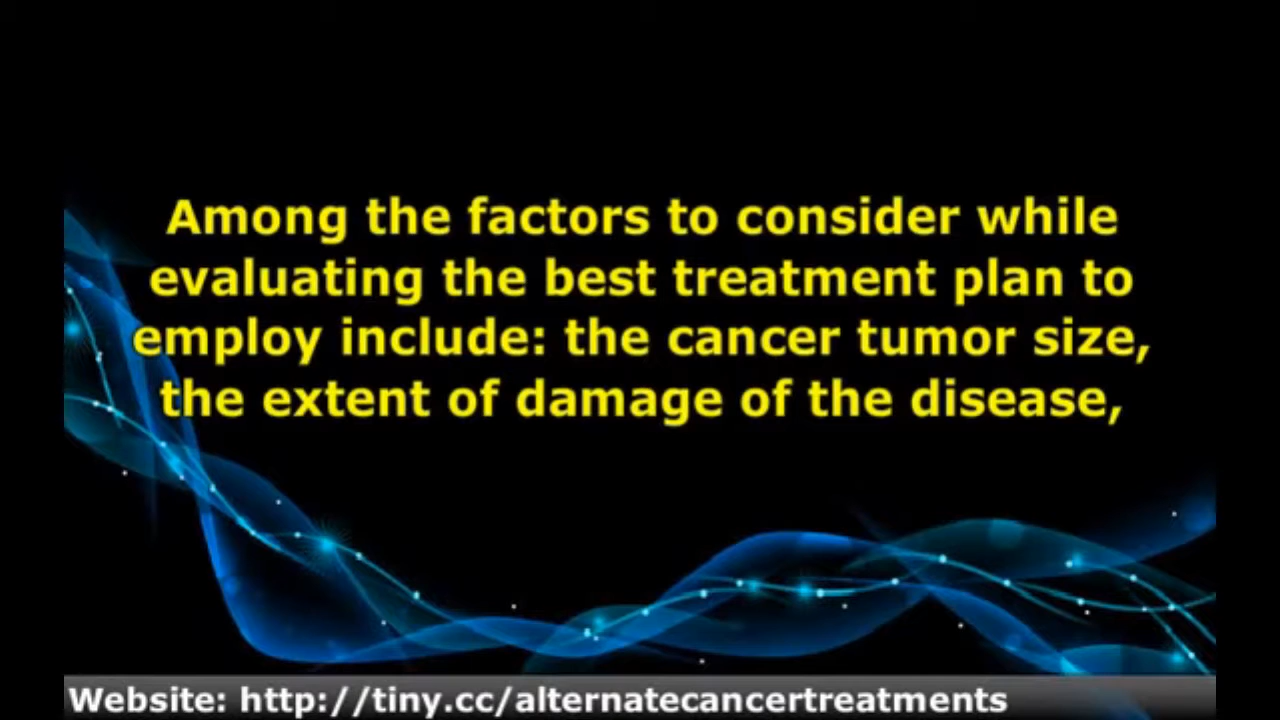 Among the factors to consider while
evaluating the best treatment plan to
employ include: the cancer tumor size,
the extent of damage of the disease,
Website: http://tiny.cc/alternatecancertreatments